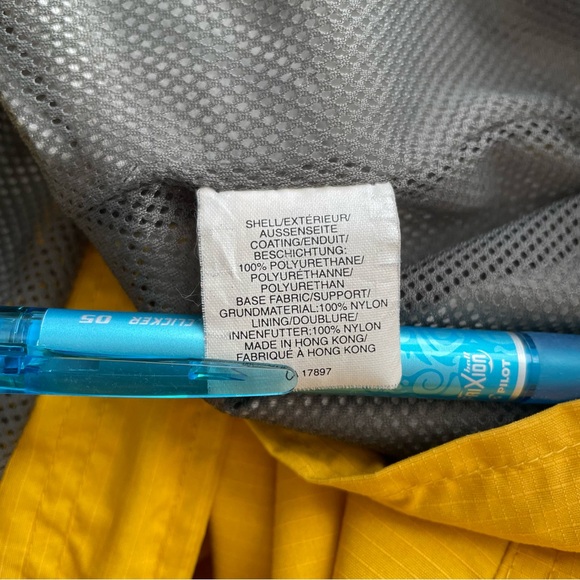 SHELL/EXTÉRIEUR/
AUSSENSEITE
COATING/ENDUIT/
BESCHICHTUNG:
100% POLYURETHANE/
POLYURÉTHANNE/
POLYURETHAN
BASE FABRIC/SUPPORT/
GRUNDMATERIAL:100% NYLON
LINING/DOUBLURE/
INNENFUTTER:100% NYLON
MADE IN HONG KONG/
FABRIQUÉ À HONG KONG
17897
CLICKER 05
ball
PILOT